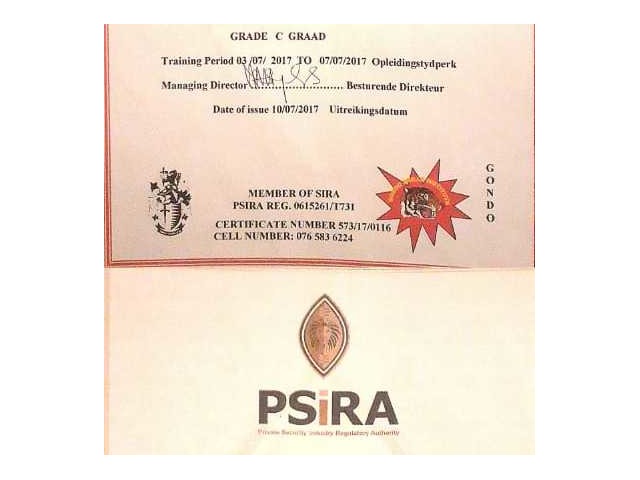 GRADE C GRAAD
Training Period 03 /07/ 2017 TO 07/07/2017 Opleidingstydperk
Managing Director.......................... Besturende Direkteur
Date of issue 10/07/2017 Uitreikingsdatum
MEMBER OF SIRA
PSIRA REG. 0615261/T731
CERTIFICATE NUMBER 573/17/0116
CELL NUMBER: 076 583 6224
GONDO
PSiRA
Private Security Industry Regulatory Authority